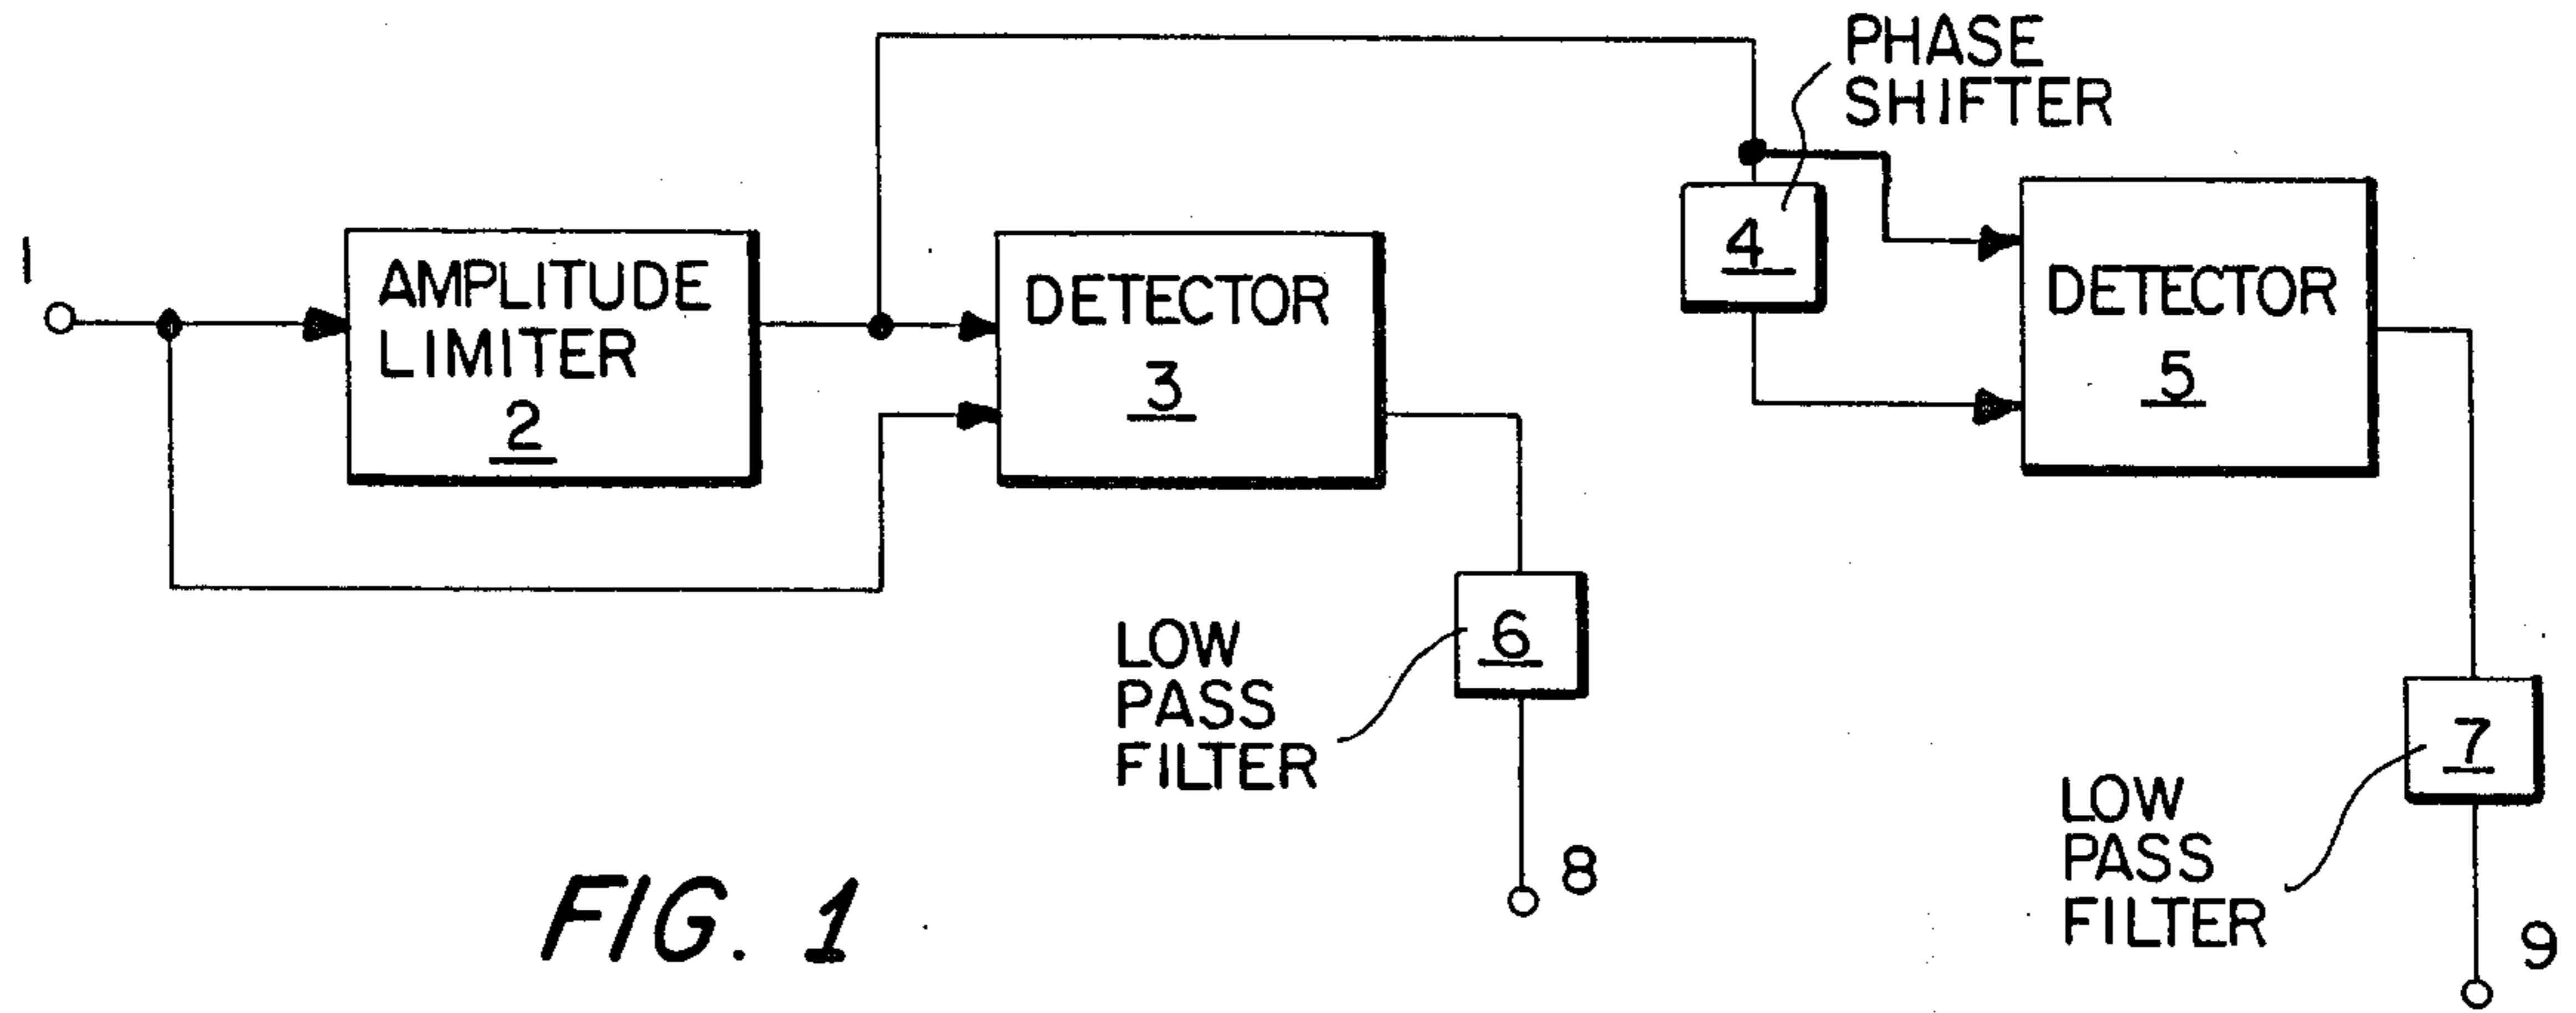 PHASE
SHIFTER
1
AMPLITUDE
LIMITER
2
DETECTOR
3
4
DETECTOR
5
LOW
PASS
FILTER
6
8
LOW
PASS
FILTER
7
9
FIG. 1